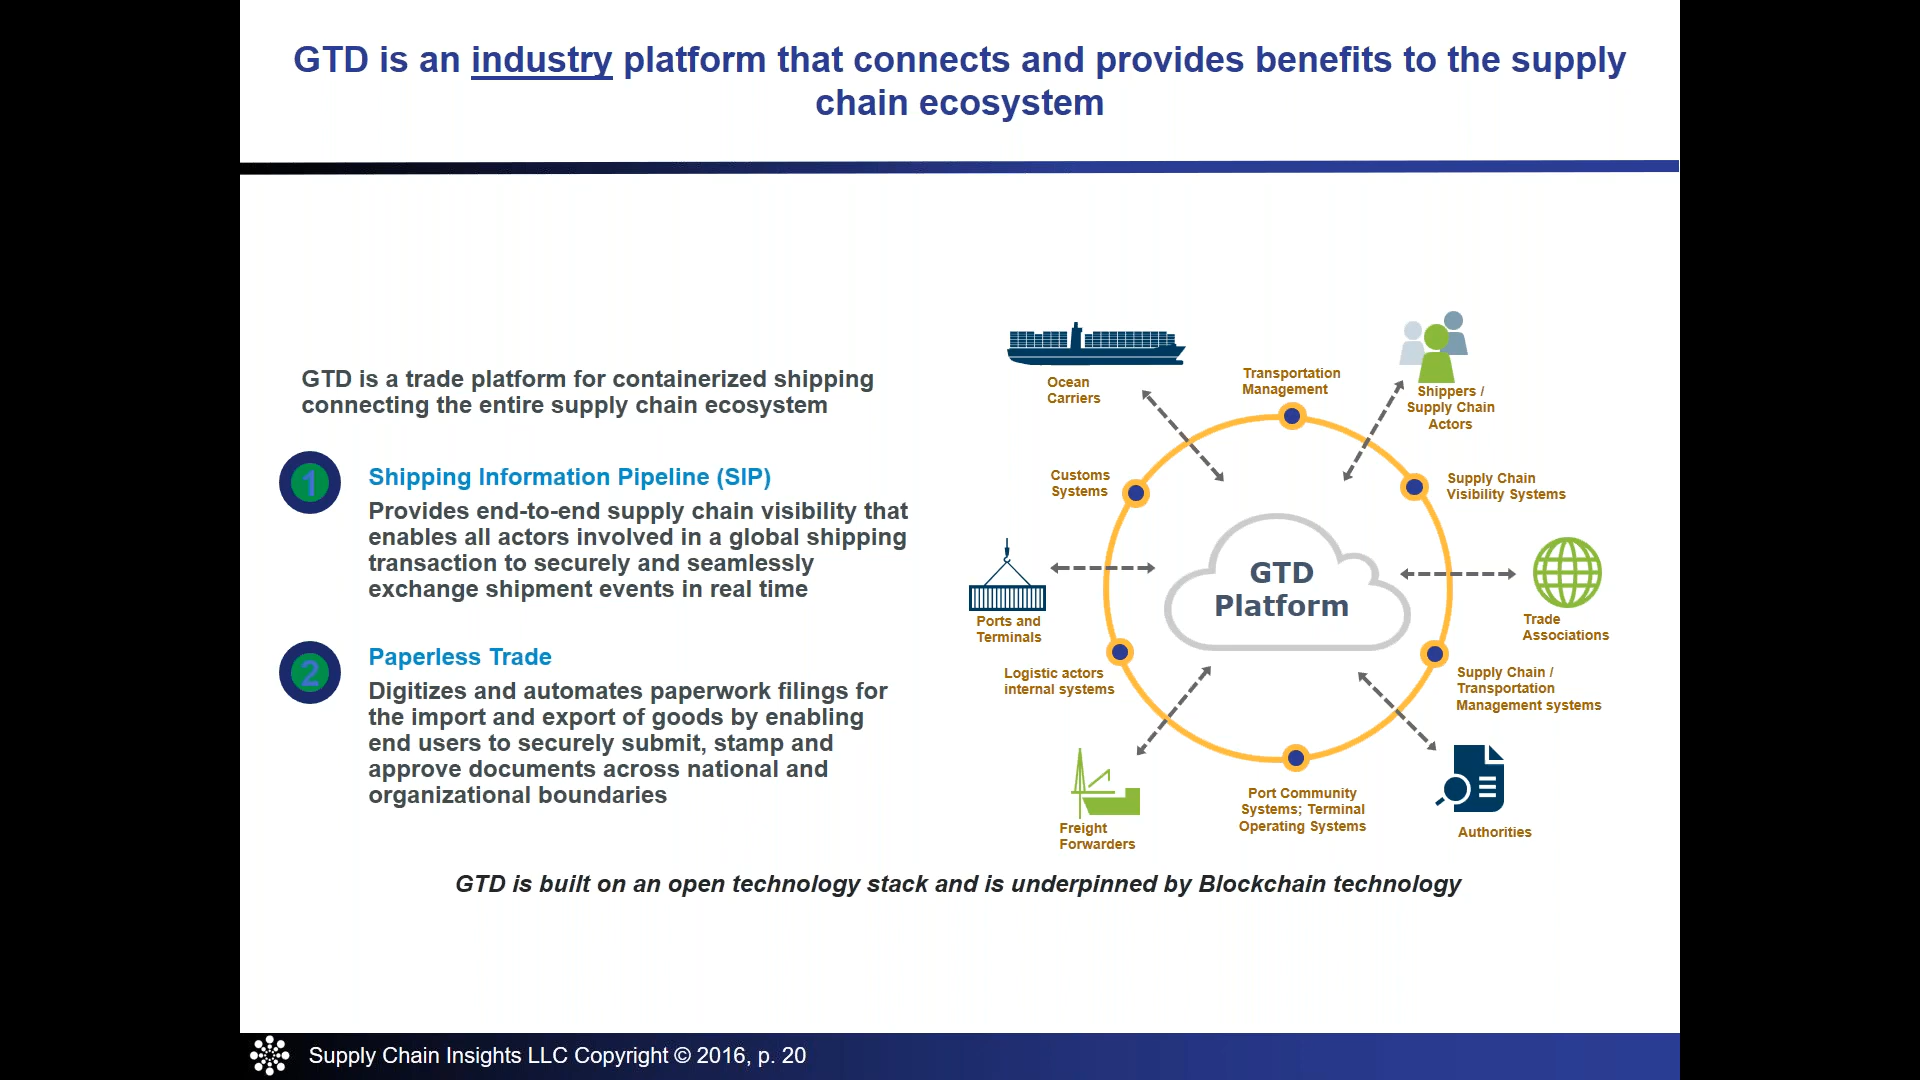 GTD is an industry platform that connects and provides benefits to the supply
chain ecosystem
GTD is a trade platform for containerized shipping
connecting the entire supply chain ecosystem
1
Shipping Information Pipeline (SIP)
Provides end-to-end supply chain visibility that
enables all actors involved in a global shipping
transaction to securely and seamlessly
exchange shipment events in real time
2
Paperless Trade
Digitizes and automates paperwork filings for
the import and export of goods by enabling
end users to securely submit, stamp and
approve documents across national and
organizational boundaries
Ocean
Carriers
Transportation
Management
Shippers /
Supply Chain
Actors
Customs
Systems
Supply Chain
Visibility Systems
GTD
Platform
Ports and
Terminals
Trade
Associations
Logistic actors
internal systems
Supply Chain /
Transportation
Management systems
Freight
Forwarders
Port Community
Systems; Terminal
Operating Systems
Authorities
GTD is built on an open technology stack and is underpinned by Blockchain technology
Supply Chain Insights LLC Copyright © 2016, p. 20